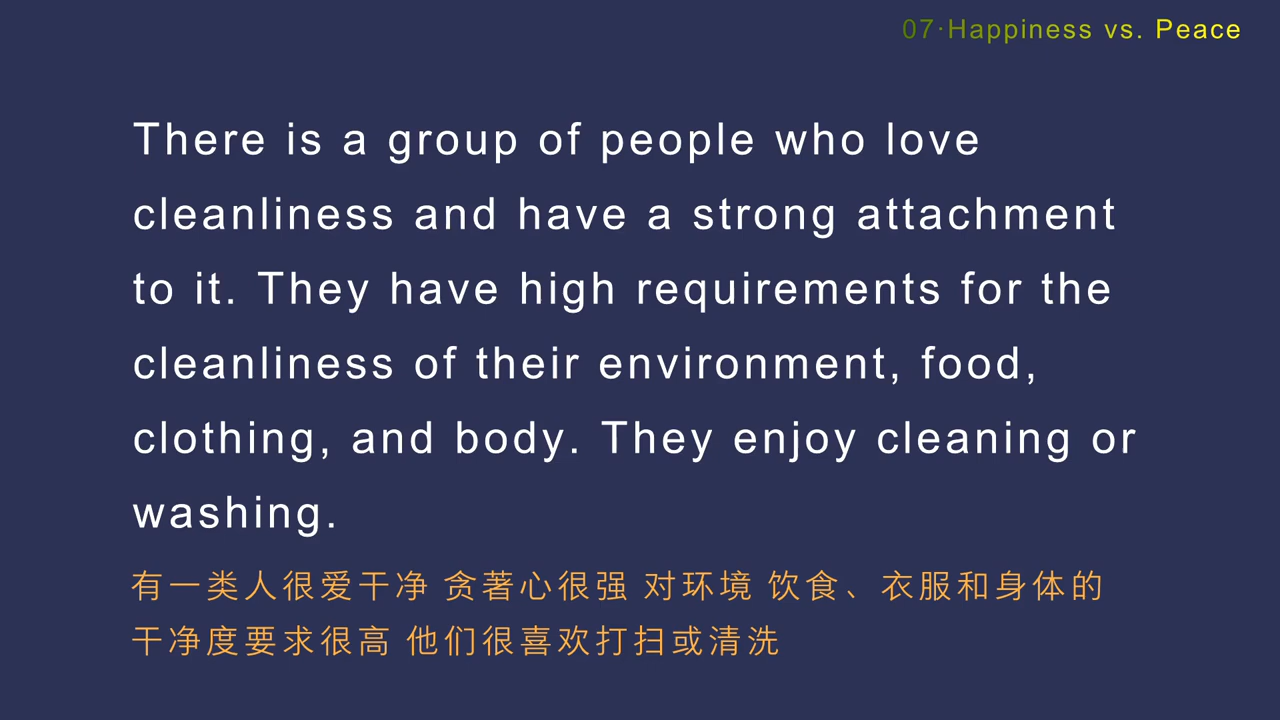 07·Happiness vs. Peace
There is a group of people who love
cleanliness and have a strong attachment
to it. They have high requirements for the
cleanliness of their environment, food,
clothing, and body. They enjoy cleaning or
washing.
有一类人很爱干净 贪著心很强 对环境 饮食、衣服和身体的
干净度要求很高 他们很喜欢打扫或清洗